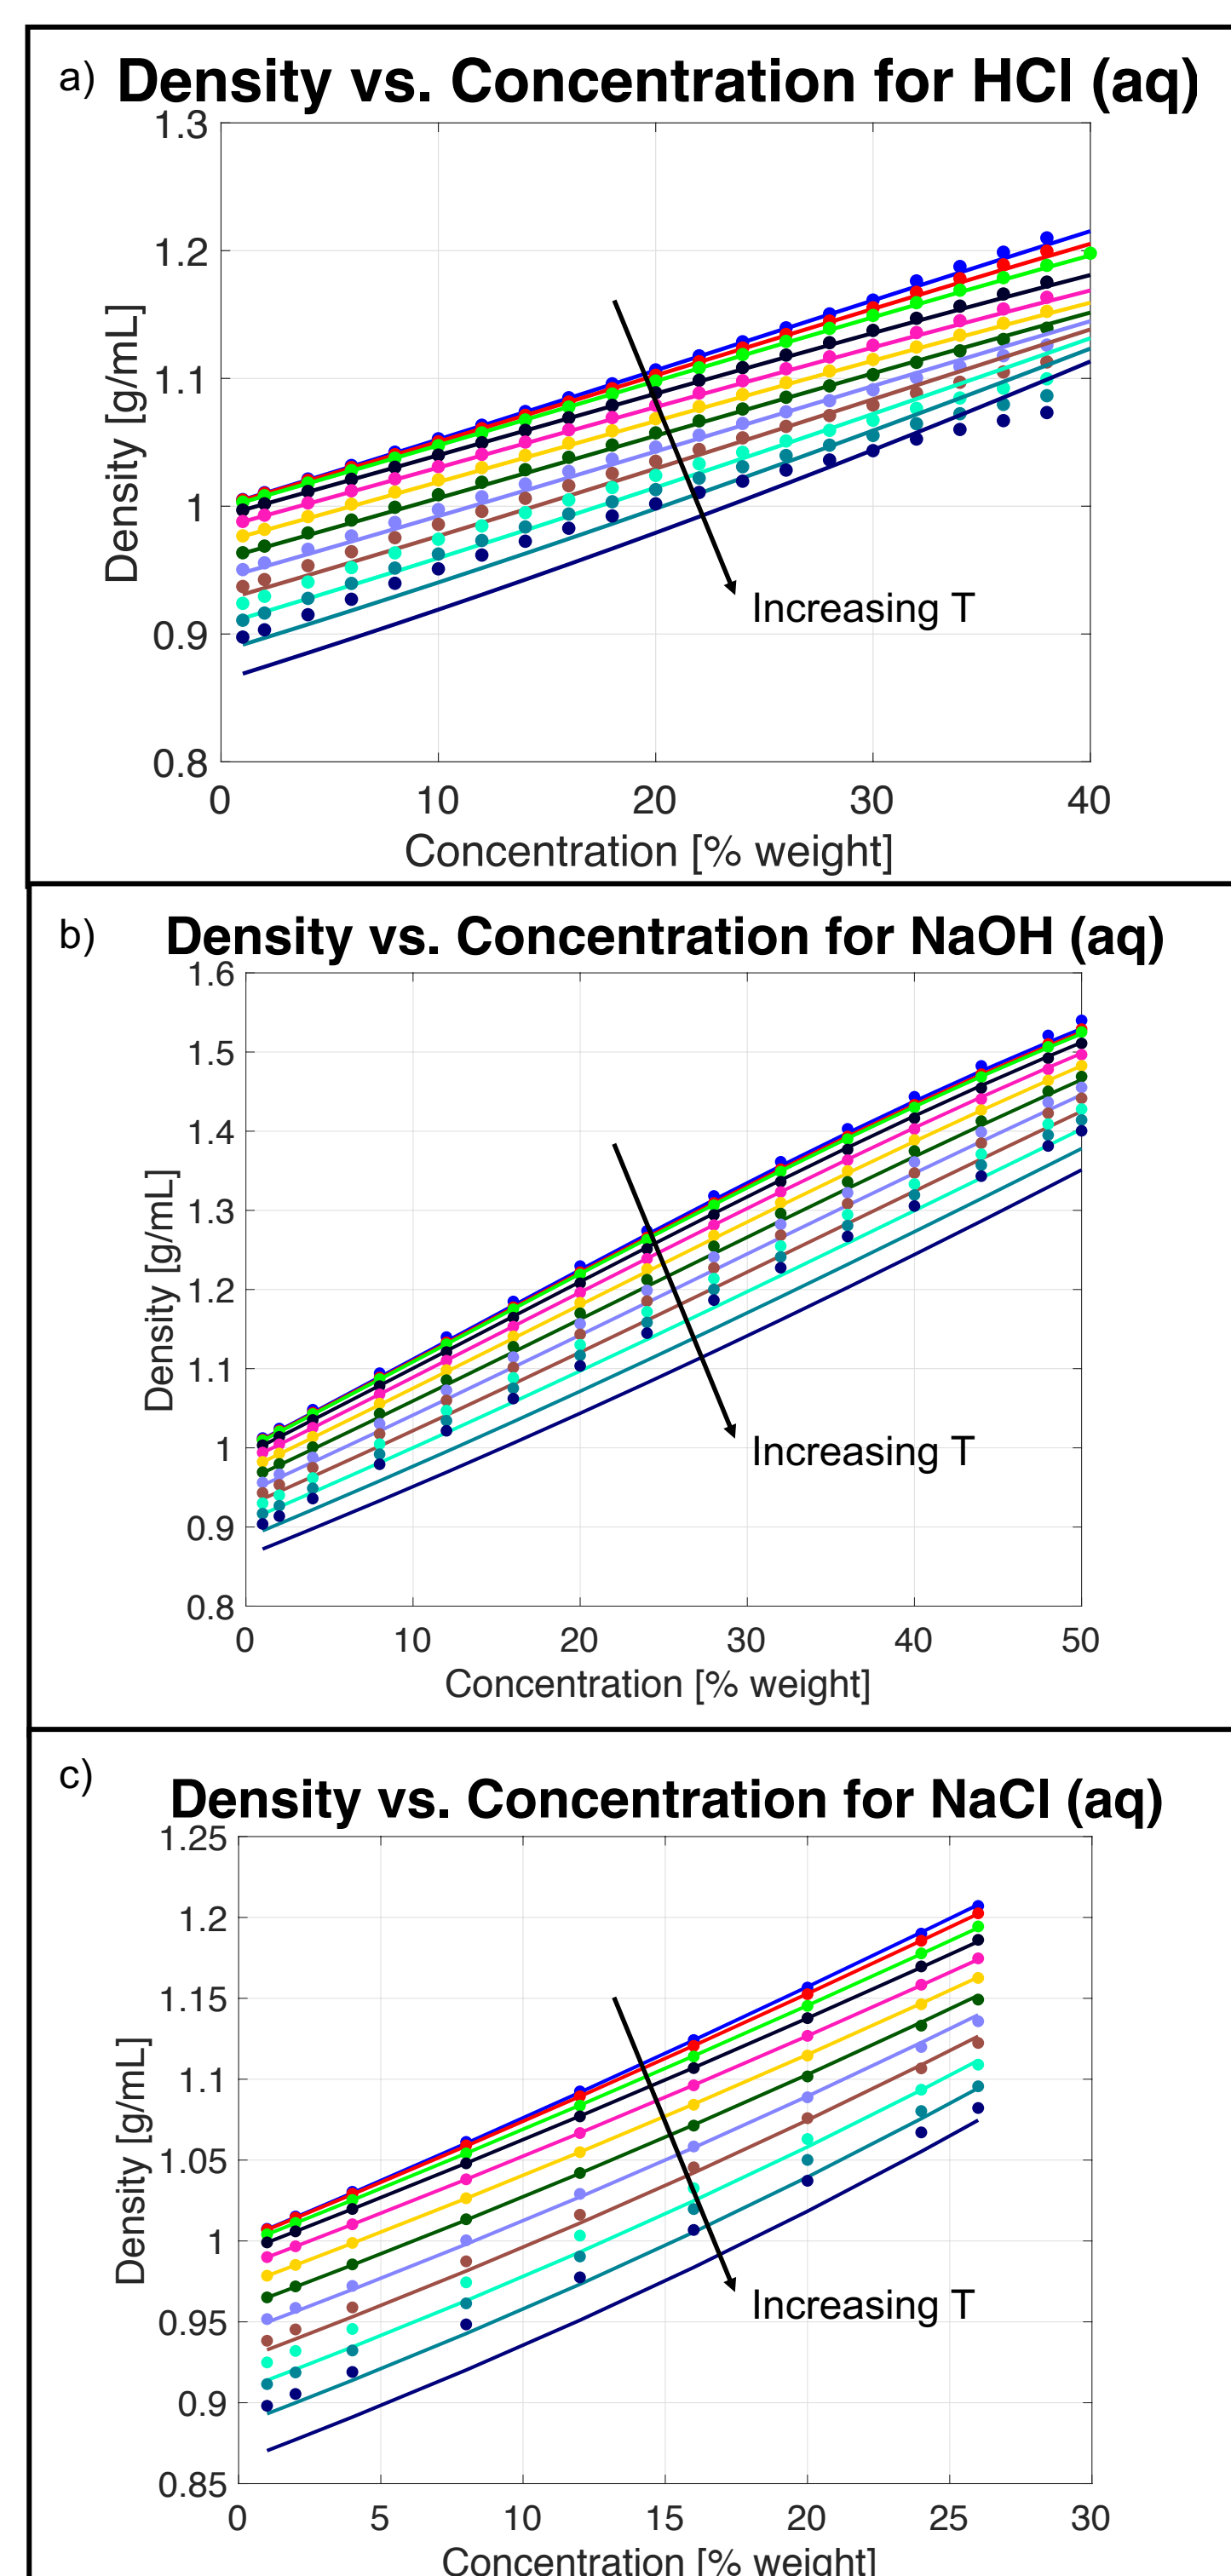 a) Density vs. Concentration for HCl (aq)
1.3
1.2
1.1
1
0.9
0.8
Density [g/mL]
Increasing T
0 10 20 30 40
Concentration [% weight]
b) Density vs. Concentration for NaOH (aq)
1.6
1.5
1.4
1.3
1.2
1.1
1
0.9
0.8
Density [g/mL]
Increasing T
0 10 20 30 40 50
Concentration [% weight]
c) Density vs. Concentration for NaCl (aq)
1.25
1.2
1.15
1.1
1.05
1
0.95
0.9
0.85
Density [g/mL]
Increasing T
0 5 10 15 20 25 30
Concentration [% weight]